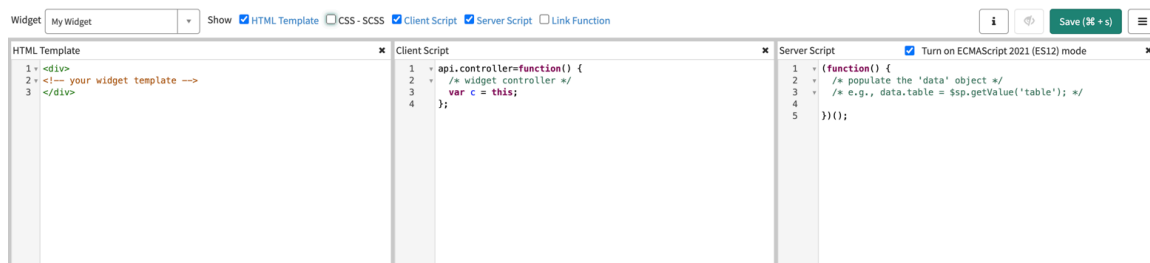 Widget My Widget Show HTML Template CSS - SCSS Client Script Server Script Link Function i Save (⌘ + s)
HTML Template
1 <div>
2 <!-- your widget template -->
3 </div>
Client Script
1 api.controller=function() {
2 /* widget controller */
3 var c = this;
4 };
Server Script Turn on ECMAScript 2021 (ES12) mode
1 (function() {
2 /* populate the 'data' object */
3 /* e.g., data.table = $sp.getValue('table'); */
4
5 })();